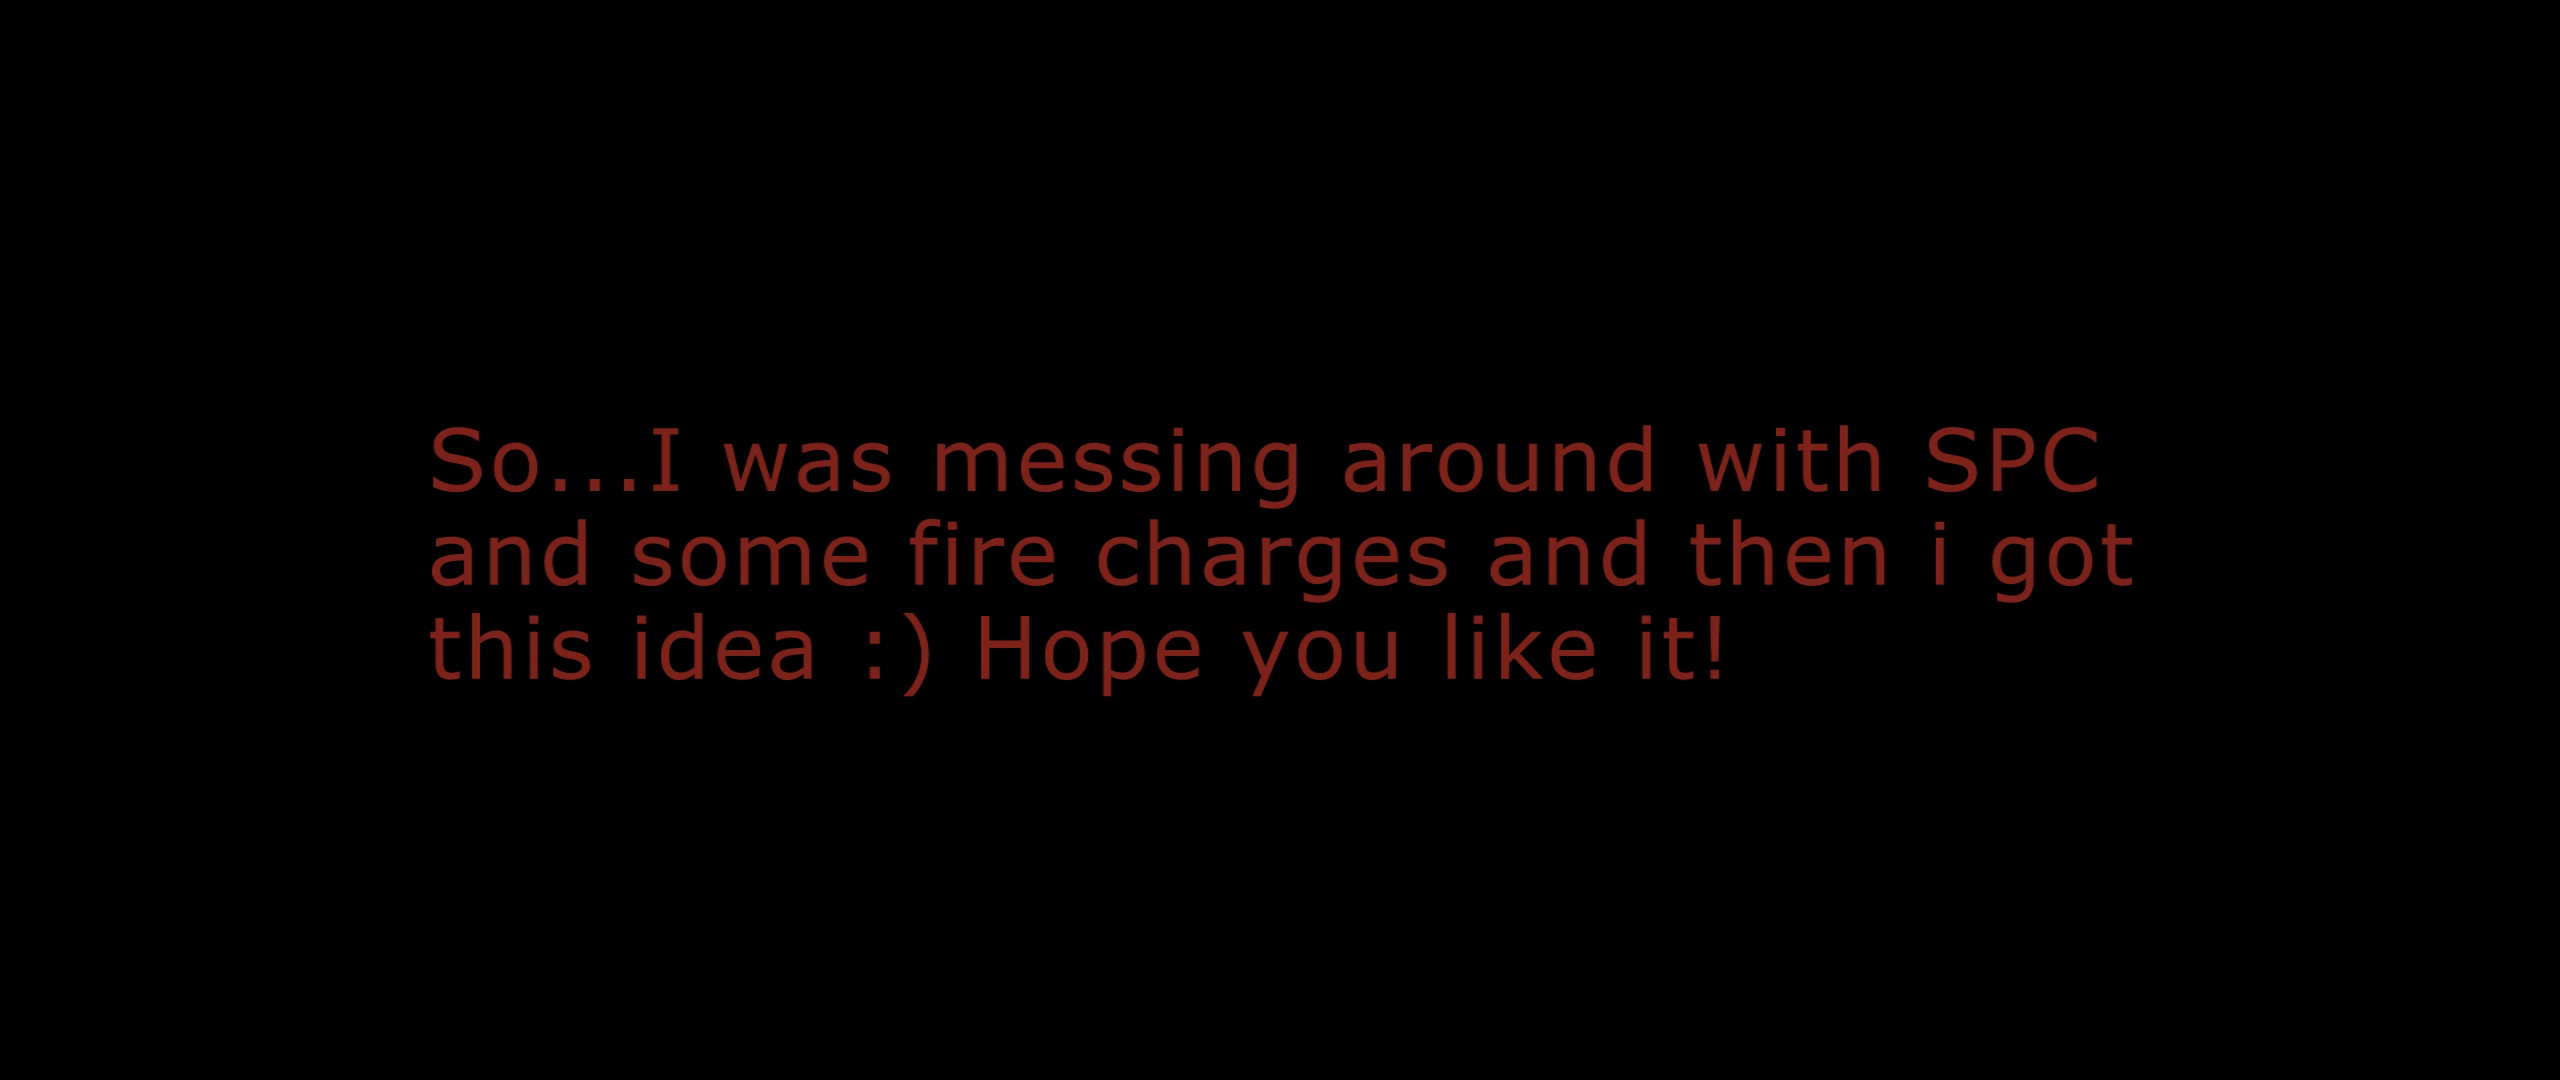 So...I was messing around with SPC
and some fire charges and then i got
this idea :) Hope you like it!